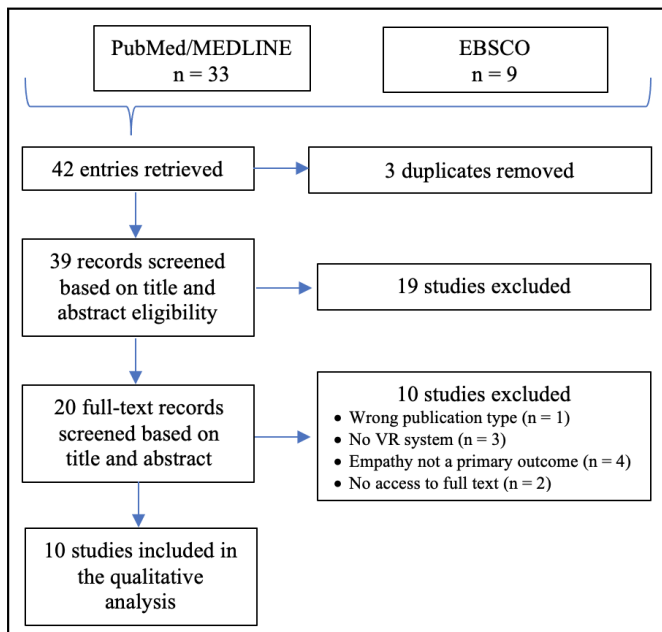 PubMed/MEDLINE
n = 33
EBSCO
n = 9
42 entries retrieved
3 duplicates removed
39 records screened
based on title and
abstract eligibility
19 studies excluded
20 full-text records
screened based on
title and abstract
10 studies excluded
• Wrong publication type (n = 1)
• No VR system (n = 3)
• Empathy not a primary outcome (n = 4)
• No access to full text (n = 2)
10 studies included in
the qualitative
analysis